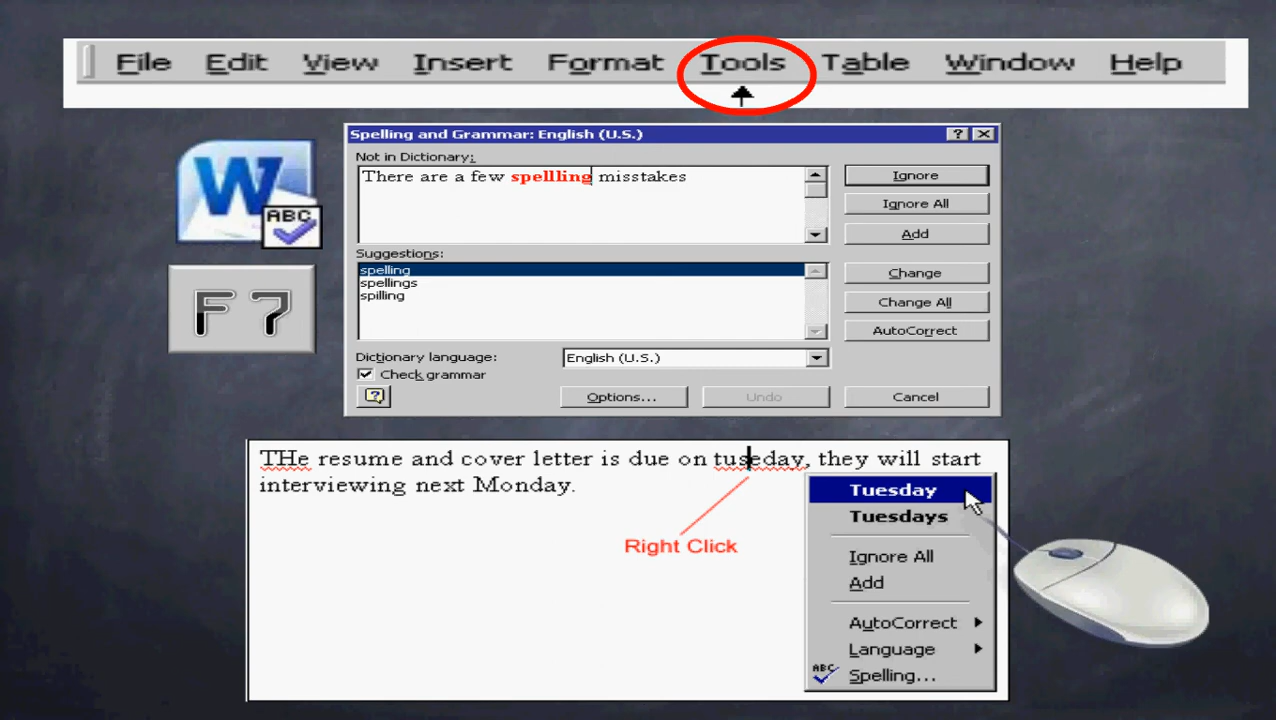 File Edit View Insert Format Tools Table Window Help
Spelling and Grammar: English (U.S.)
Not in Dictionary:
There are a few spellling misstakes
Ignore
Ignore All
Add
Suggestions:
spelling
spellings
spilling
Change
Change All
AutoCorrect
Dictionary language:
English (U.S.)
Check grammar
Options...
Undo
Cancel
W
ABC
F7
THe resume and cover letter is due on tuseday, they will start
interviewing next Monday.
Right Click
Tuesday
Tuesdays
Ignore All
Add
AutoCorrect
Language
ABC
Spelling...